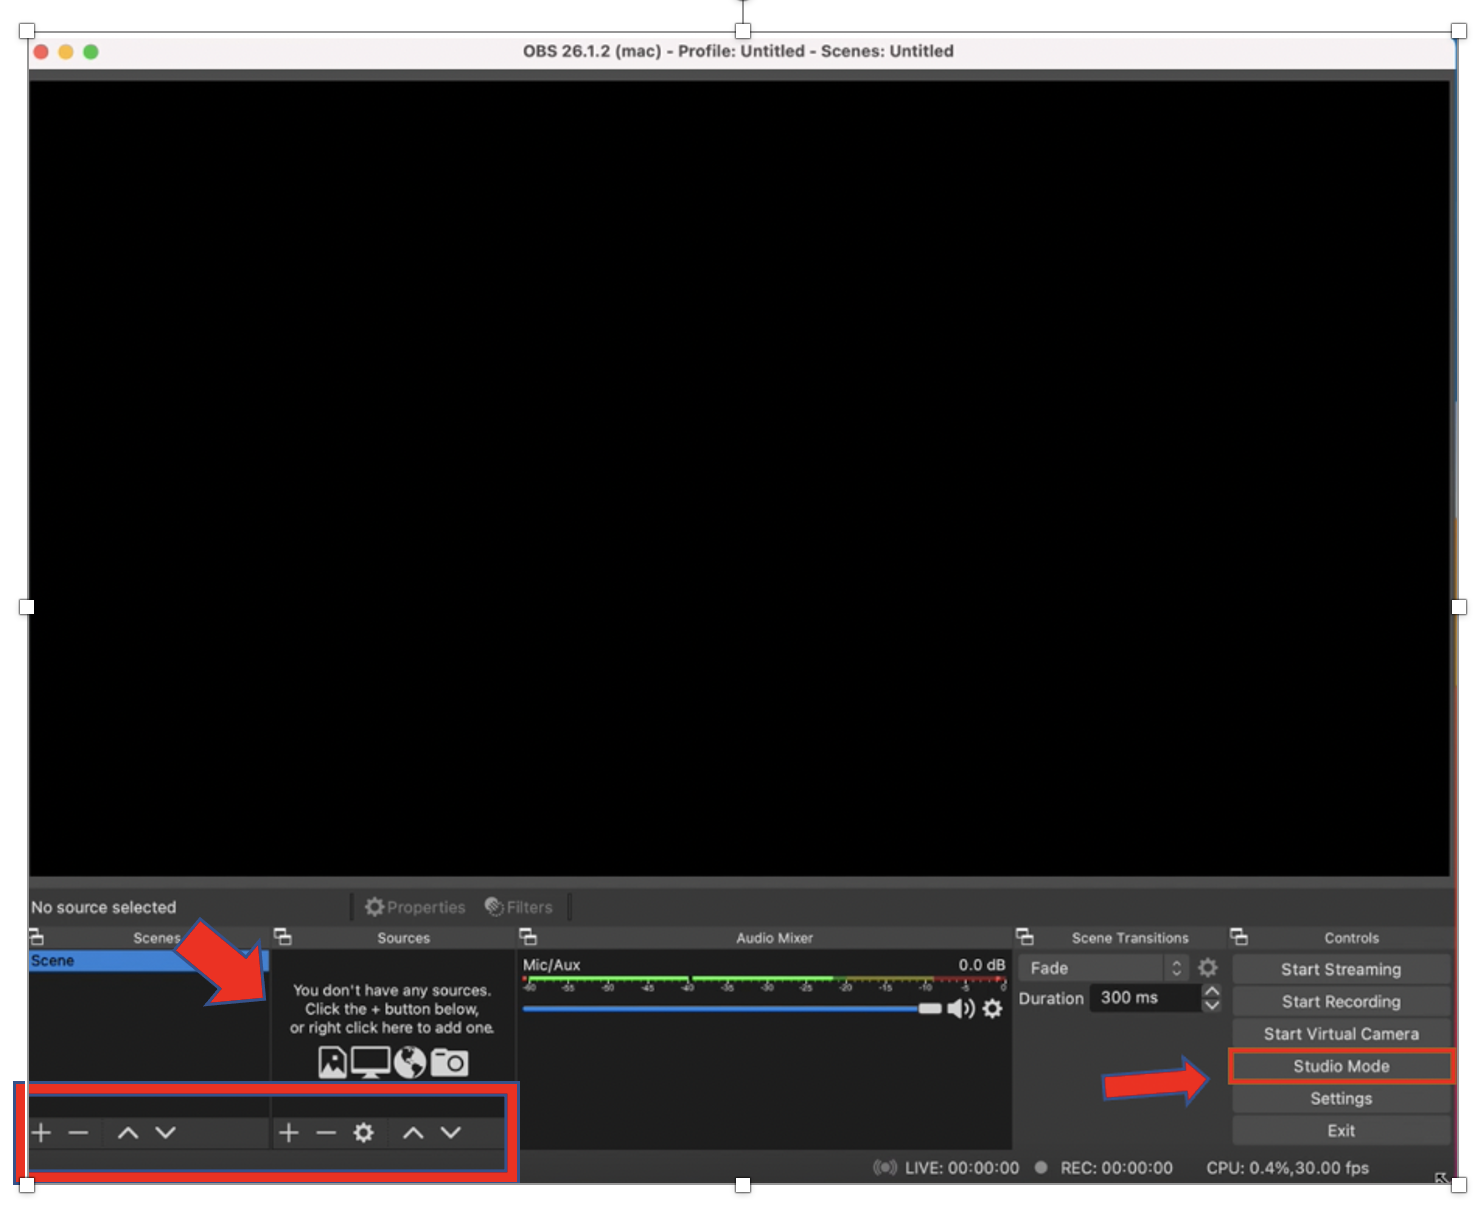 OBS 26.1.2 (mac) - Profile: Untitled - Scenes: Untitled
No source selected
Properties
Filters
Scenes
Sources
Audio Mixer
Scene Transitions
Controls
Scene
You don't have any sources.
Click the + button below,
or right click here to add one.
Mic/Aux
0.0 dB
-60 -55 -50 -45 -40 -35 -30 -25 -20 -15 -10 -5 0
Fade
Duration
300 ms
Start Streaming
Start Recording
Start Virtual Camera
Studio Mode
Settings
Exit
LIVE: 00:00:00
REC: 00:00:00
CPU: 0.4%,30.00 fps